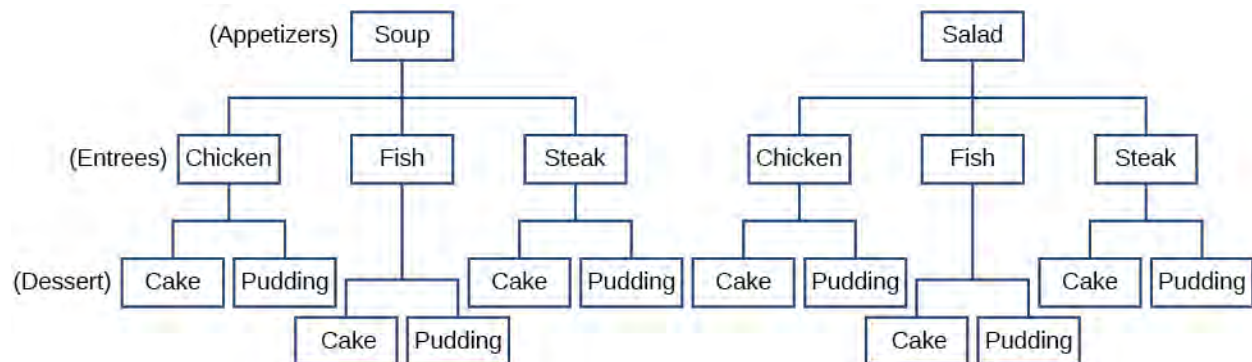 (Appetizers) Soup Salad
(Entrees) Chicken Fish Steak Chicken Fish Steak
(Dessert) Cake Pudding Cake Pudding Cake Pudding Cake Pudding
Cake Pudding Cake Pudding